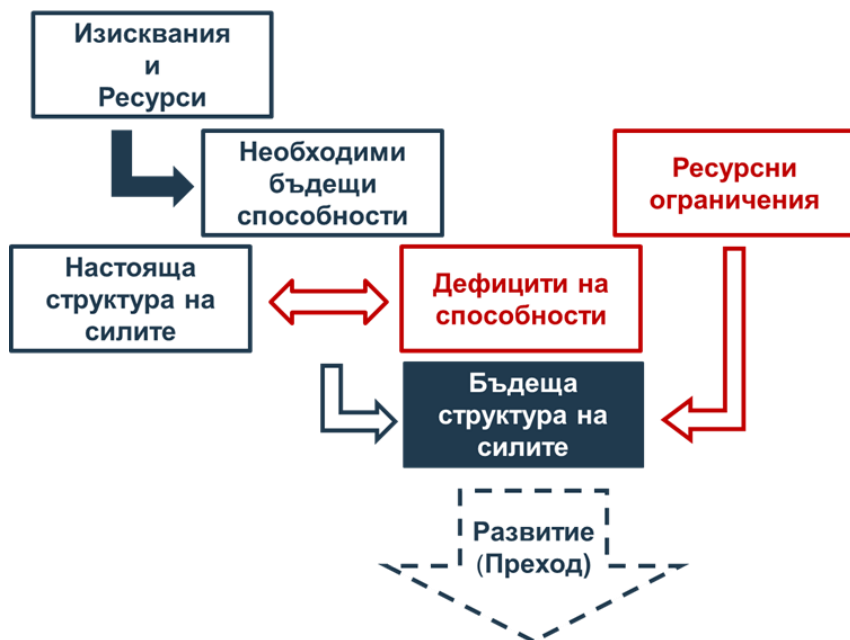 Изисквания
и
Ресурси
Необходими
бъдещи
способности
Ресурсни
ограничения
Настояща
структура на
силите
Дефицити на
способности
Бъдеща
структура на
силите
Развитие
(Преход)